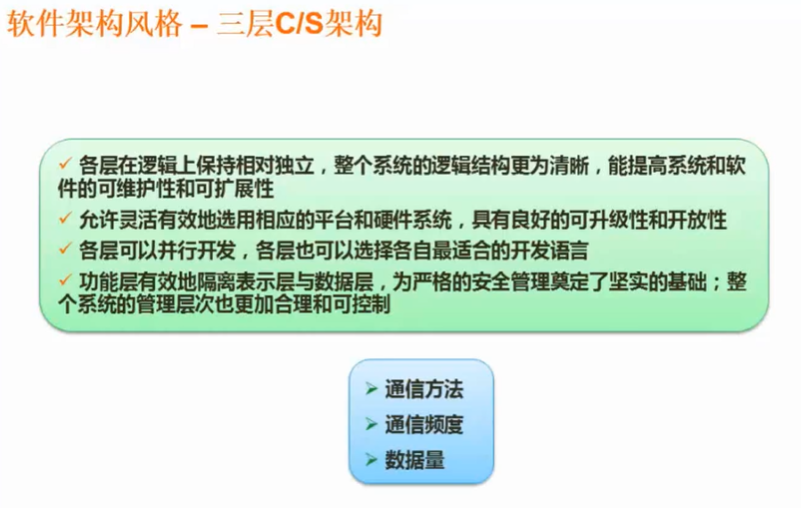 软件架构风格 – 三层C/S架构
各层在逻辑上保持相对独立，整个系统的逻辑结构更为清晰，能提高系统和软
件的可维护性和可扩展性
允许灵活有效地选用相应的平台和硬件系统，具有良好的可升级性和开放性
各层可以并行开发，各层也可以选择各自最适合的开发语言
功能层有效地隔离表示层与数据层，为严格的安全管理奠定了坚实的基础；整
个系统的管理层次也更加合理和可控制
通信方法
通信频度
数据量